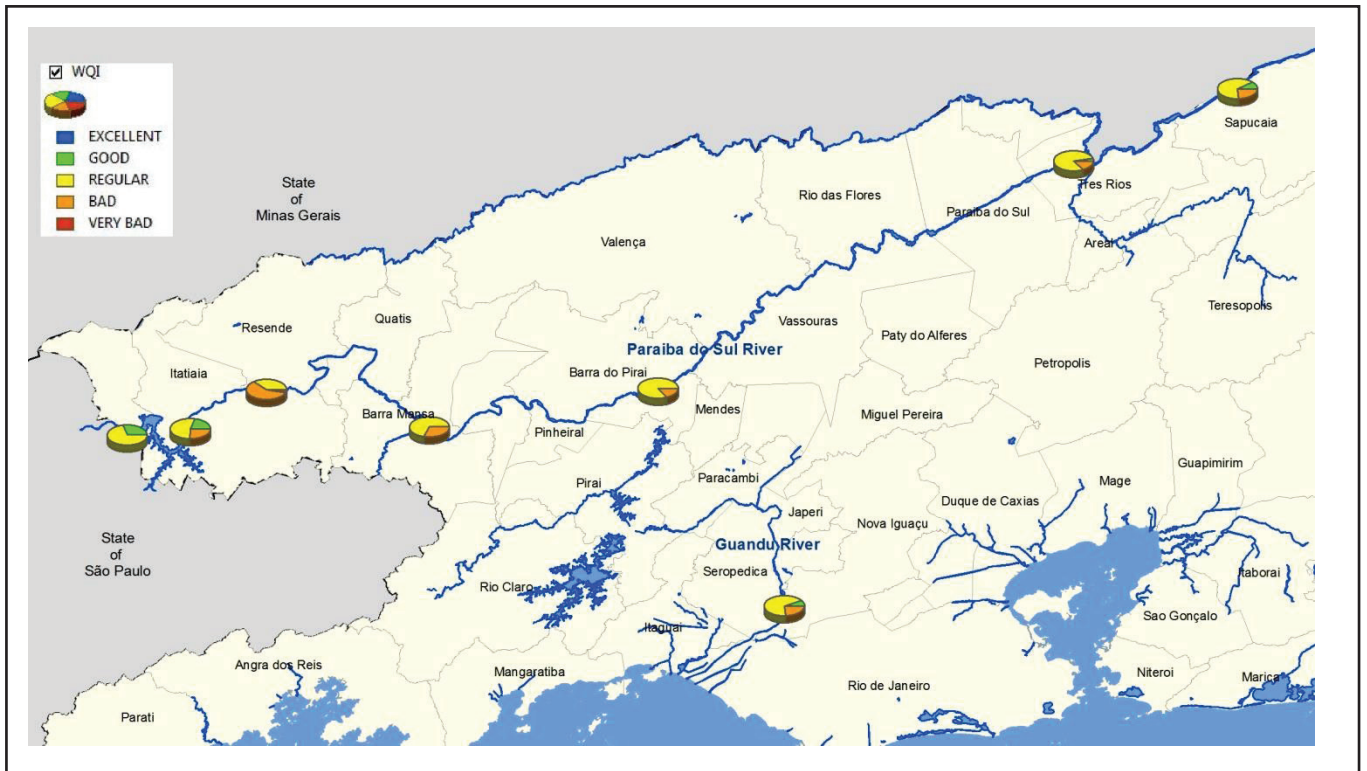 WQI
EXCELLENT
GOOD
REGULAR
BAD
VERY BAD
Sapucaia
State
of
Minas Gerais
Tres Rios
Rio das Flores
Paraiba do Sul
Valença
Areal
Teresopolis
Quatis
Resende
Vassouras
Paty do Alferes
Paraiba do Sul River
Petropolis
Itatiaia
Barra do Pirai
Barra Mansa
Mendes
Miguel Pereira
Pinheiral
Guapimirim
Pirai
Paracambi
Mage
Duque de Caxias
Japeri
Nova Iguaçu
State
of
São Paulo
Guandu River
Seropedica
Itaborai
Rio Claro
Sao Gonçalo
Itaguai
Angra dos Reis
Mangaratiba
Niteroi
Marica
Rio de Janeiro
Parati